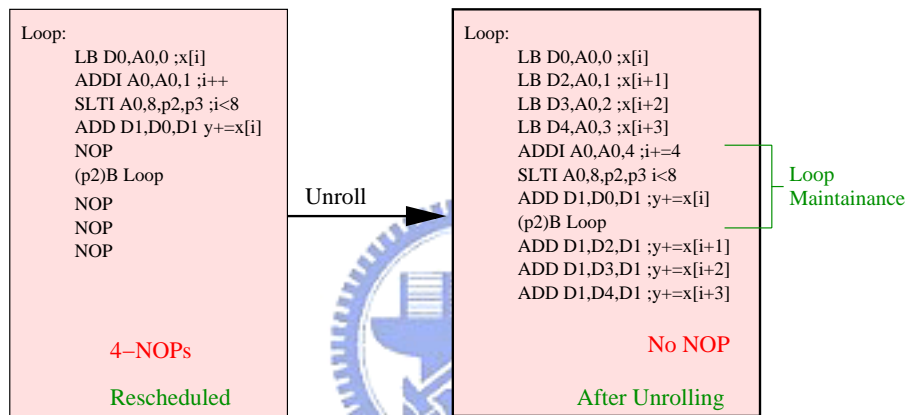 Loop:
LB D0,A0,0 ;x[i]
ADDI A0,A0,1 ;i++
SLTI A0,8,p2,p3 ;i<8
ADD D1,D0,D1 y+=x[i]
NOP
(p2)B Loop
NOP
NOP
NOP
4−NOPs
Rescheduled
Unroll
Loop:
LB D0,A0,0 ;x[i]
LB D2,A0,1 ;x[i+1]
LB D3,A0,2 ;x[i+2]
LB D4,A0,3 ;x[i+3]
ADDI A0,A0,4 ;i+=4
SLTI A0,8,p2,p3 i<8
ADD D1,D0,D1 ;y+=x[i]
(p2)B Loop
ADD D1,D2,D1 ;y+=x[i+1]
ADD D1,D3,D1 ;y+=x[i+2]
ADD D1,D4,D1 ;y+=x[i+3]
No NOP
After Unrolling
Loop
Maintainance